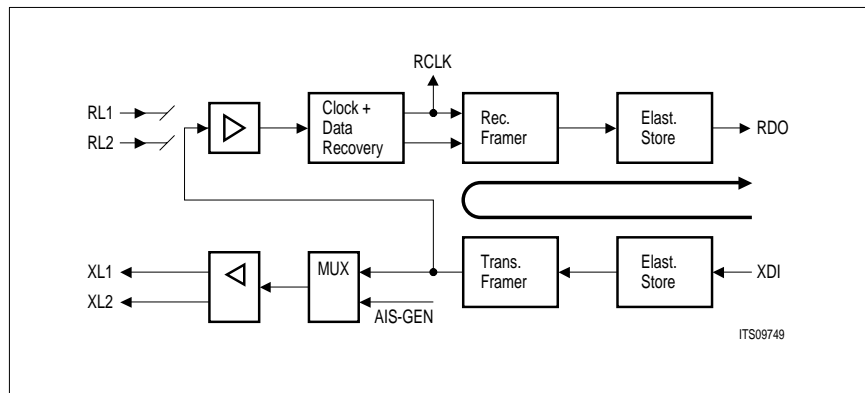 RCLK
RL1
RL2
Clock +
Data
Recovery
Rec.
Framer
Elast.
Store
RDO
XL1
XL2
MUX
AIS-GEN
Trans.
Framer
Elast.
Store
XDI
ITS09749